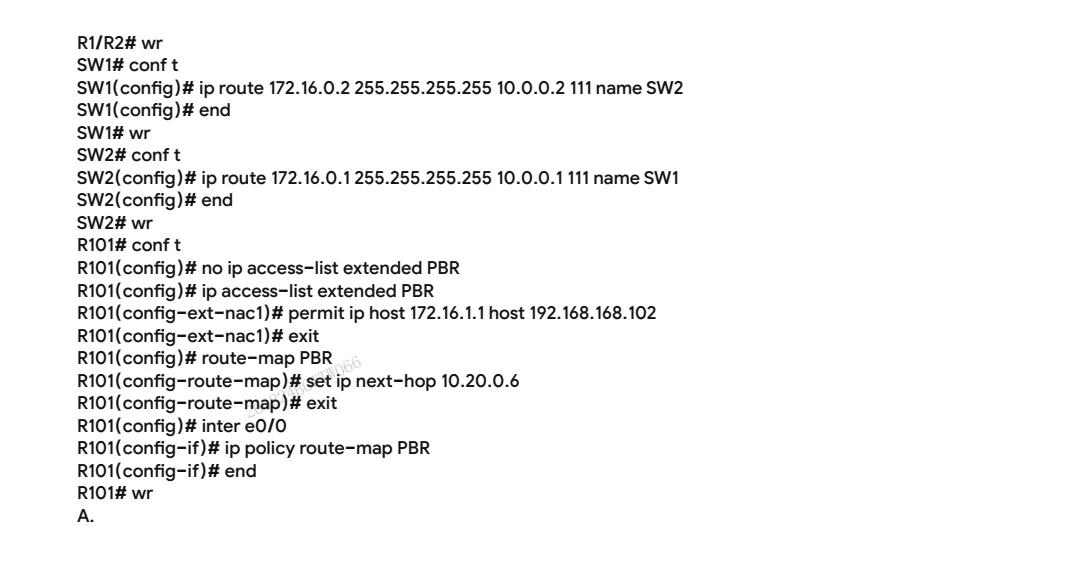 R1/R2# wr
SW1# conf t
SW1(config)# ip route 172.16.0.2 255.255.255.255 10.0.0.2 111 name SW2
SW1(config)# end
SW1# wr
SW2# conf t
SW2(config)# ip route 172.16.0.1 255.255.255.255 10.0.0.1 111 name SW1
SW2(config)# end
SW2# wr
R101# conf t
R101(config)# no ip access-list extended PBR
R101(config)# ip access-list extended PBR
R101(config-ext-nac1)# permit ip host 172.16.1.1 host 192.168.168.102
R101(config-ext-nac1)# exit
R101(config)# route-map PBR
R101(config-route-map)# set ip next-hop 10.20.0.6
R101(config-route-map)# exit
R101(config)# inter e0/0
R101(config-if)# ip policy route-map PBR
R101(config-if)# end
R101# wr
A.